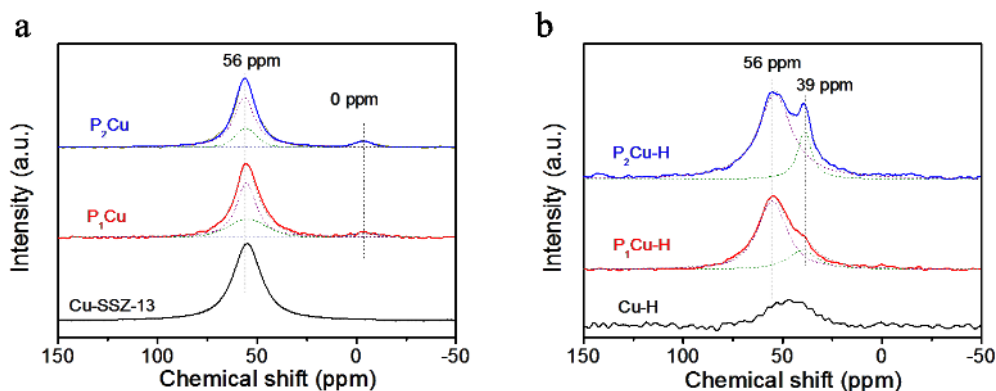 a
56 ppm
0 ppm
P₂Cu
P₁Cu
Cu-SSZ-13
Intensity (a.u.)
150 100 50 0 -50
Chemical shift (ppm)
b
56 ppm
39 ppm
P₂Cu-H
P₁Cu-H
Cu-H
Intensity (a.u.)
150 100 50 0 -50
Chemical shift (ppm)